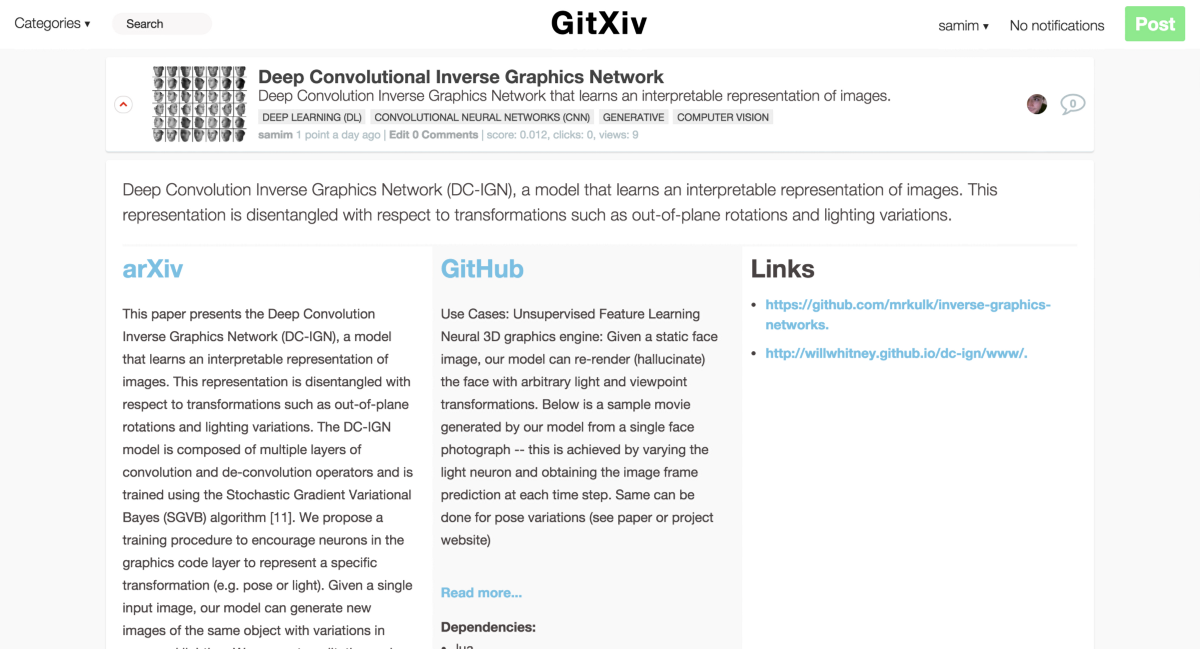 Categories ▾
Search
GitXiv
samim ▾
No notifications
Post
Deep Convolutional Inverse Graphics Network
Deep Convolution Inverse Graphics Network that learns an interpretable representation of images.
DEEP LEARNING (DL) CONVOLUTIONAL NEURAL NETWORKS (CNN) GENERATIVE COMPUTER VISION
samim 1 point a day ago | Edit 0 Comments | score: 0.012, clicks: 0, views: 9
0
Deep Convolution Inverse Graphics Network (DC-IGN), a model that learns an interpretable representation of images. This
representation is disentangled with respect to transformations such as out-of-plane rotations and lighting variations.
arXiv
This paper presents the Deep Convolution
Inverse Graphics Network (DC-IGN), a model
that learns an interpretable representation of
images. This representation is disentangled with
respect to transformations such as out-of-plane
rotations and lighting variations. The DC-IGN
model is composed of multiple layers of
convolution and de-convolution operators and is
trained using the Stochastic Gradient Variational
Bayes (SGVB) algorithm [11]. We propose a
training procedure to encourage neurons in the
graphics code layer to represent a specific
transformation (e.g. pose or light). Given a single
input image, our model can generate new
images of the same object with variations in
GitHub
Use Cases: Unsupervised Feature Learning
Neural 3D graphics engine: Given a static face
image, our model can re-render (hallucinate)
the face with arbitrary light and viewpoint
transformations. Below is a sample movie
generated by our model from a single face
photograph -- this is achieved by varying the
light neuron and obtaining the image frame
prediction at each time step. Same can be
done for pose variations (see paper or project
website)
Read more...
Dependencies:
Links
• https://github.com/mrkulk/inverse-graphics-
networks.
• http://willwhitney.github.io/dc-ign/www/.